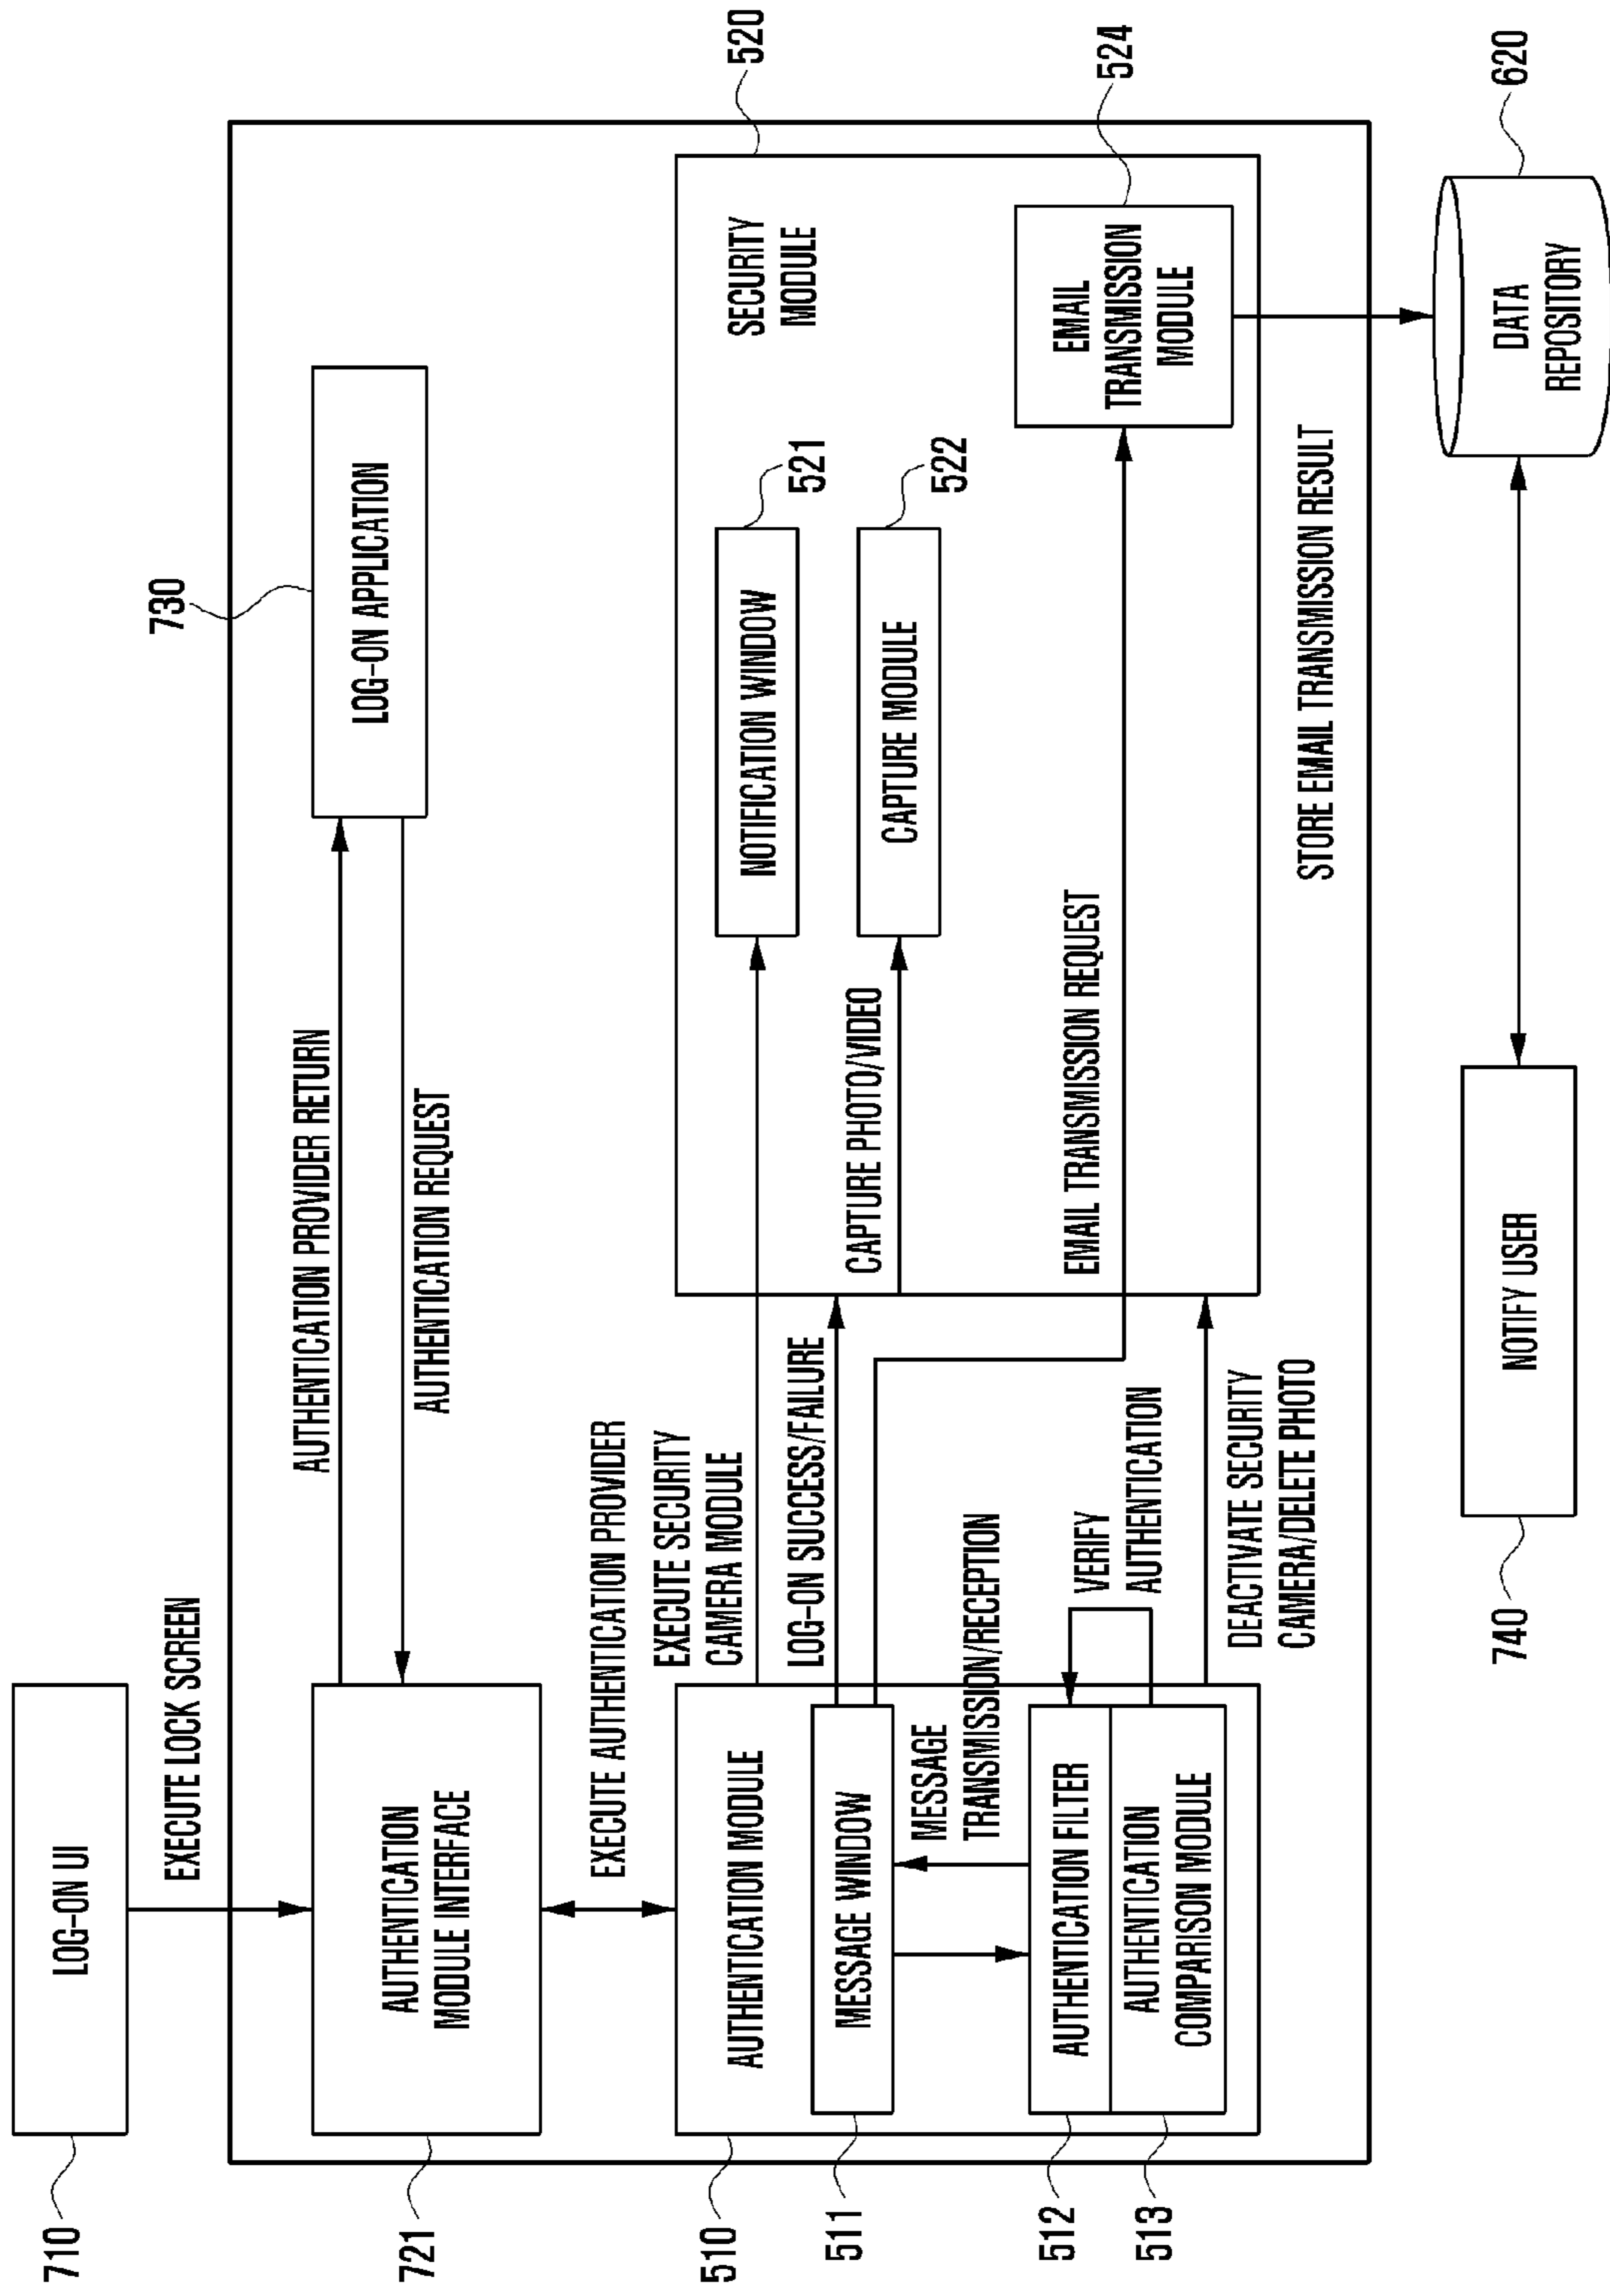 710
LOG-ON UI
EXECUTE LOCK SCREEN
730
721
AUTHENTICATION
MODULE INTERFACE
AUTHENTICATION PROVIDER RETURN
AUTHENTICATION REQUEST
LOG-ON APPLICATION
EXECUTE AUTHENTICATION PROVIDER
510
AUTHENTICATION MODULE
EXECUTE SECURITY
CAMERA MODULE
NOTIFICATION WINDOW
521
SECURITY
MODULE
520
511
MESSAGE WINDOW
LOG-ON SUCCESS/FAILURE
CAPTURE PHOTO/VIDEO
CAPTURE MODULE
522
MESSAGE
TRANSMISSION/RECEPTION
512
AUTHENTICATION FILTER
VERIFY
AUTHENTICATION
EMAIL TRANSMISSION REQUEST
EMAIL
TRANSMISSION
MODULE
524
513
AUTHENTICATION
COMPARISON MODULE
DEACTIVATE SECURITY
CAMERA/DELETE PHOTO
STORE EMAIL TRANSMISSION RESULT
740
NOTIFY USER
DATA
REPOSITORY
620